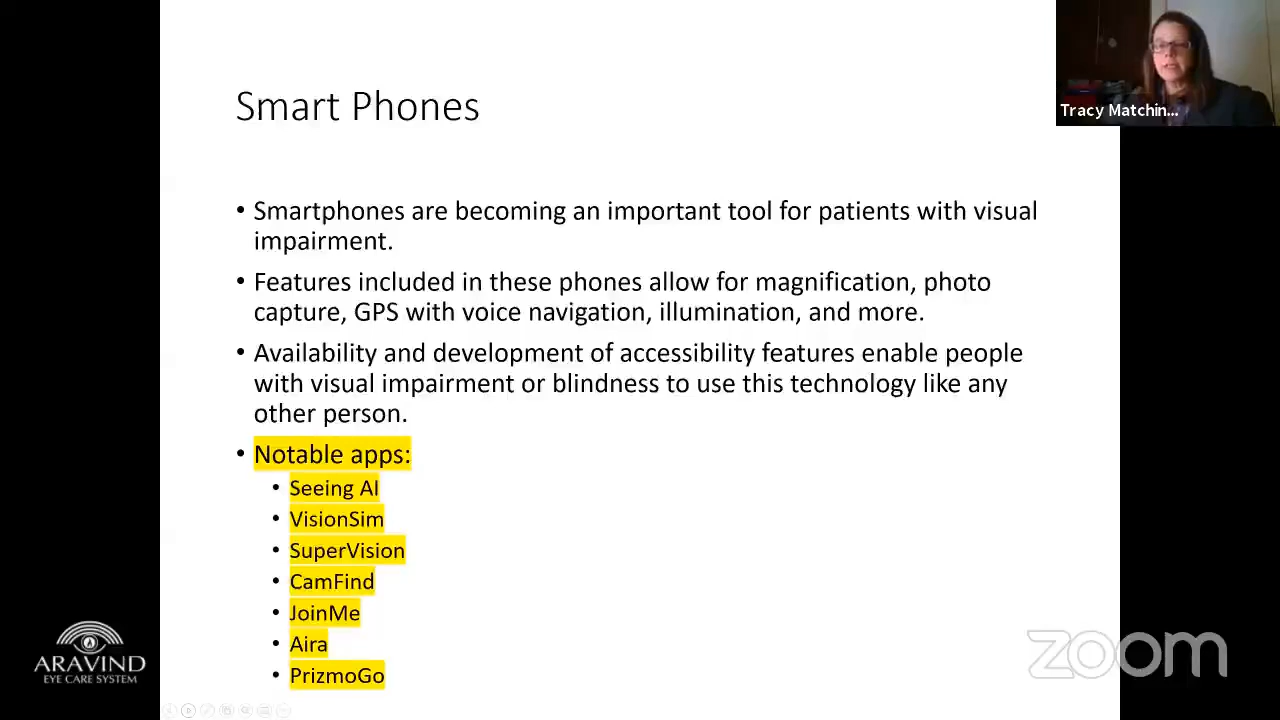 Smart Phones
Tracy Matchin...
• Smartphones are becoming an important tool for patients with visual
impairment.
• Features included in these phones allow for magnification, photo
capture, GPS with voice navigation, illumination, and more.
• Availability and development of accessibility features enable people
with visual impairment or blindness to use this technology like any
other person.
• Notable apps:
• Seeing AI
• VisionSim
• SuperVision
• CamFind
• JoinMe
• Aira
• PrizmoGo
ARAVIND
EYE CARE SYSTEM
zoom